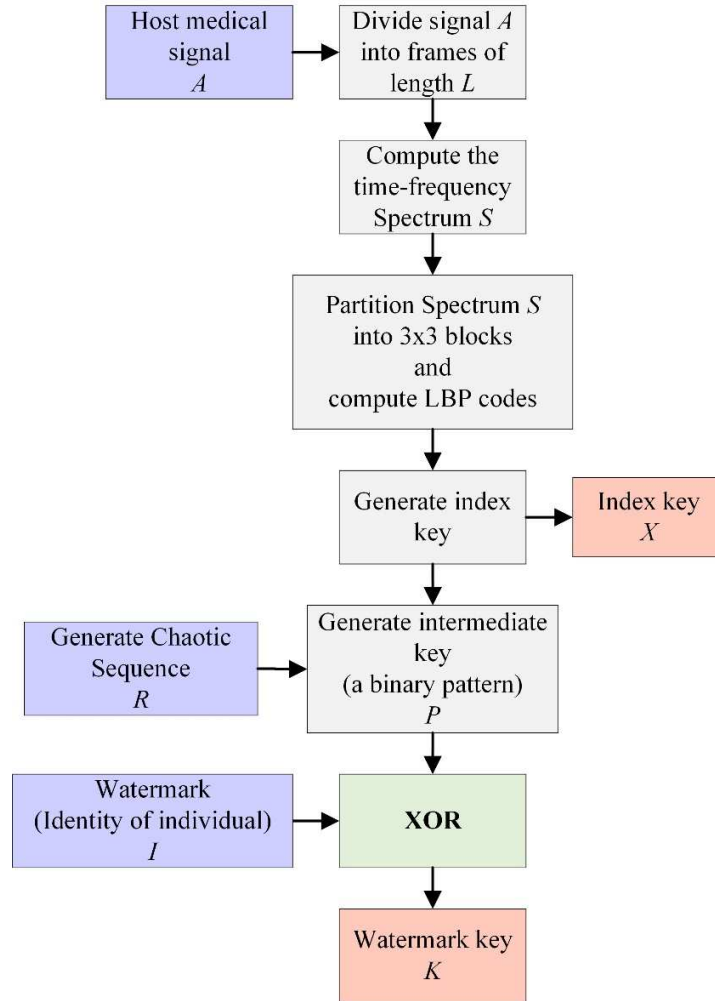 Host medical
signal
A
Divide signal A
into frames of
length L
Compute the
time-frequency
Spectrum S
Partition Spectrum S
into 3x3 blocks
and
compute LBP codes
Generate index
key
Index key
X
Generate Chaotic
Sequence
R
Generate intermediate
key
(a binary pattern)
P
Watermark
(Identity of individual)
I
XOR
Watermark key
K